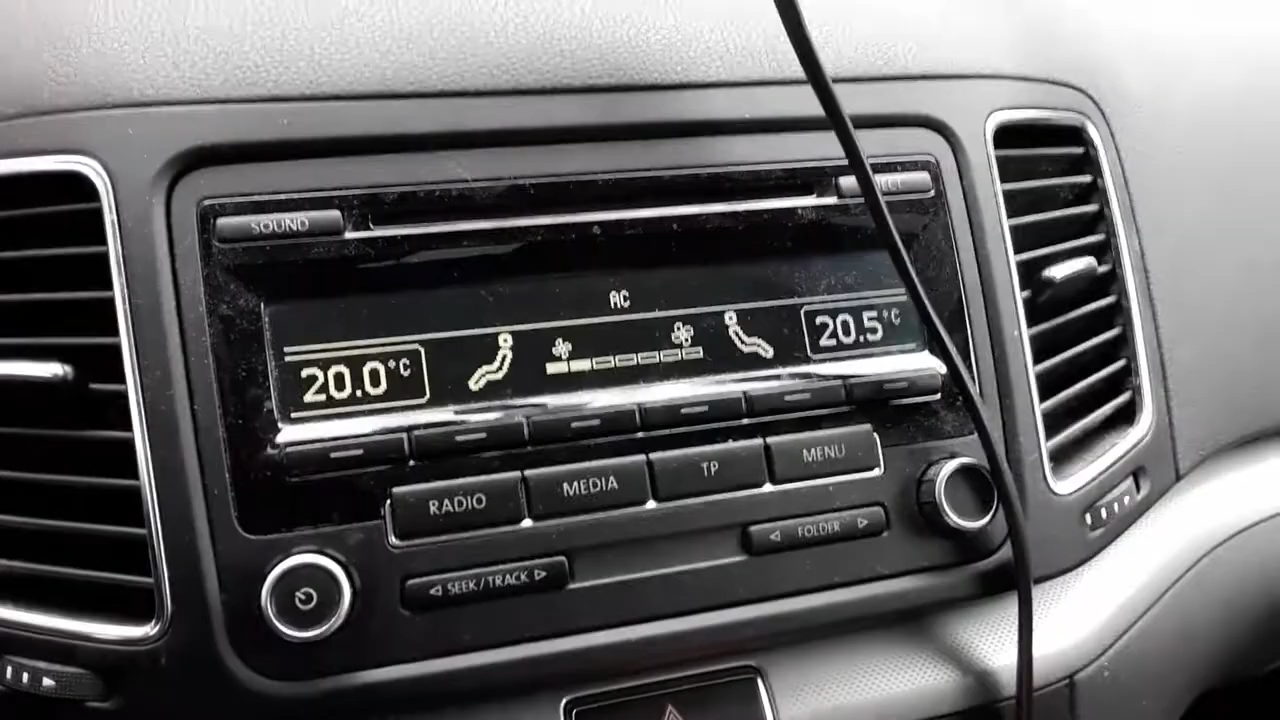 SOUND
AC
20.0°C
20.5°C
RADIO
MEDIA
TP
MENU
SEEK / TRACK
FOLDER